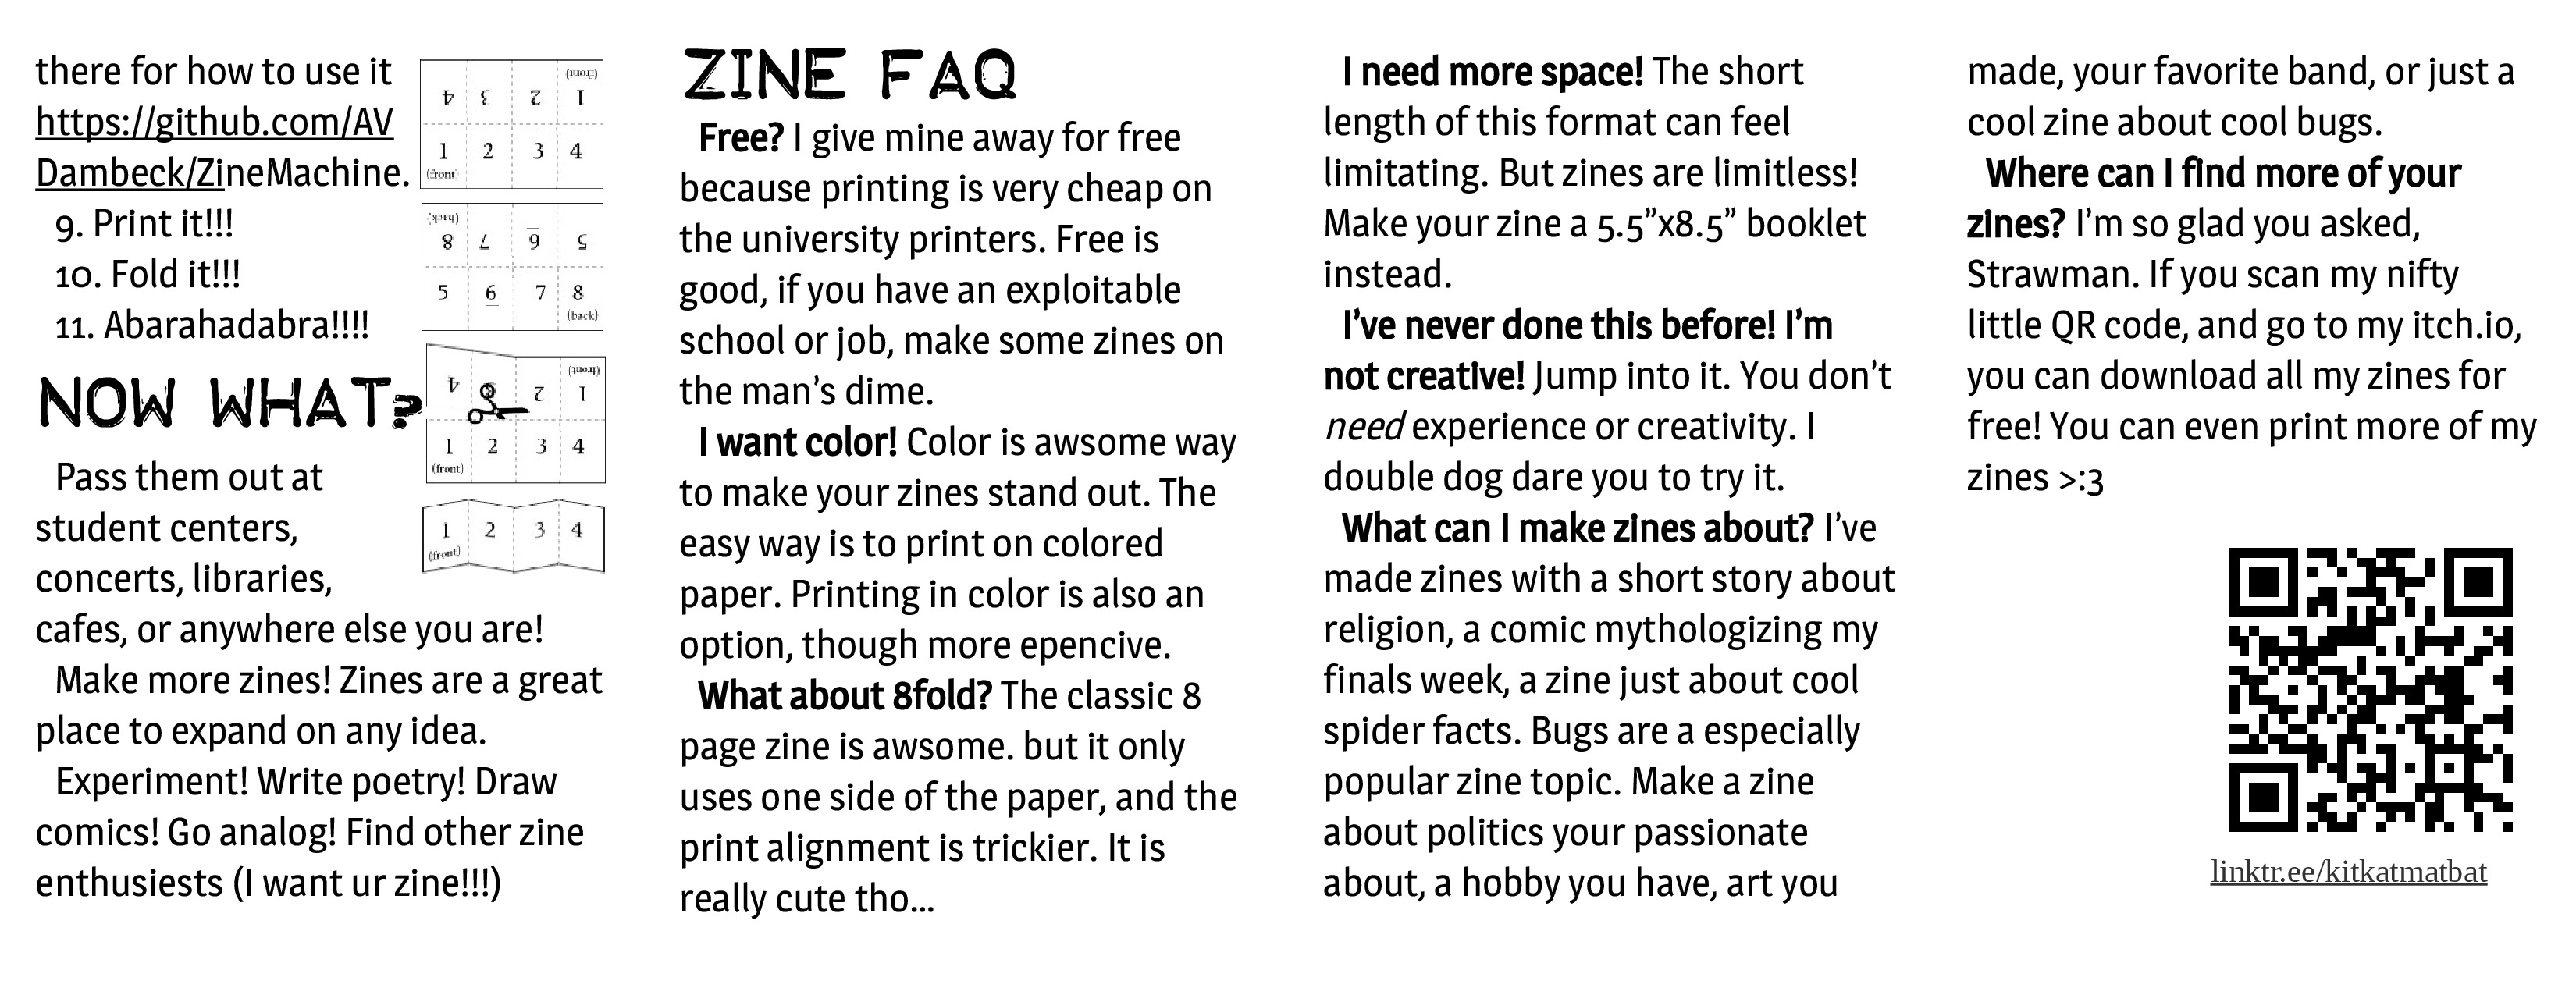 there for how to use it
https://github.com/AV
Dambeck/ZineMachine.
9. Print it!!!
10. Fold it!!!
11. Abarahadabra!!!!
4 3 2 1
(front)
1 2 3 4
(front)
(back)
8 7 6 5
5 6 7 8
(back)
(front)
4 3 2 1
1 2 3 4
(front)
1 2 3 4
(front)
NOW WHAT?
Pass them out at
student centers,
concerts, libraries,
cafes, or anywhere else you are!
Make more zines! Zines are a great
place to expand on any idea.
Experiment! Write poetry! Draw
comics! Go analog! Find other zine
enthusiests (I want ur zine!!!)
ZINE FAQ
Free? I give mine away for free
because printing is very cheap on
the university printers. Free is
good, if you have an exploitable
school or job, make some zines on
the man's dime.
I want color! Color is awsome way
to make your zines stand out. The
easy way is to print on colored
paper. Printing in color is also an
option, though more epencive.
What about 8fold? The classic 8
page zine is awsome. but it only
uses one side of the paper, and the
print alignment is trickier. It is
really cute tho...
I need more space! The short
length of this format can feel
limitating. But zines are limitless!
Make your zine a 5.5”x8.5” booklet
instead.
I've never done this before! I'm
not creative! Jump into it. You don't
need experience or creativity. I
double dog dare you to try it.
What can I make zines about? I've
made zines with a short story about
religion, a comic mythologizing my
finals week, a zine just about cool
spider facts. Bugs are a especially
popular zine topic. Make a zine
about politics your passionate
about, a hobby you have, art you
made, your favorite band, or just a
cool zine about cool bugs.
Where can I find more of your
zines? I'm so glad you asked,
Strawman. If you scan my nifty
little QR code, and go to my itch.io,
you can download all my zines for
free! You can even print more of my
zines >:3
linktr.ee/kitkatmatbat